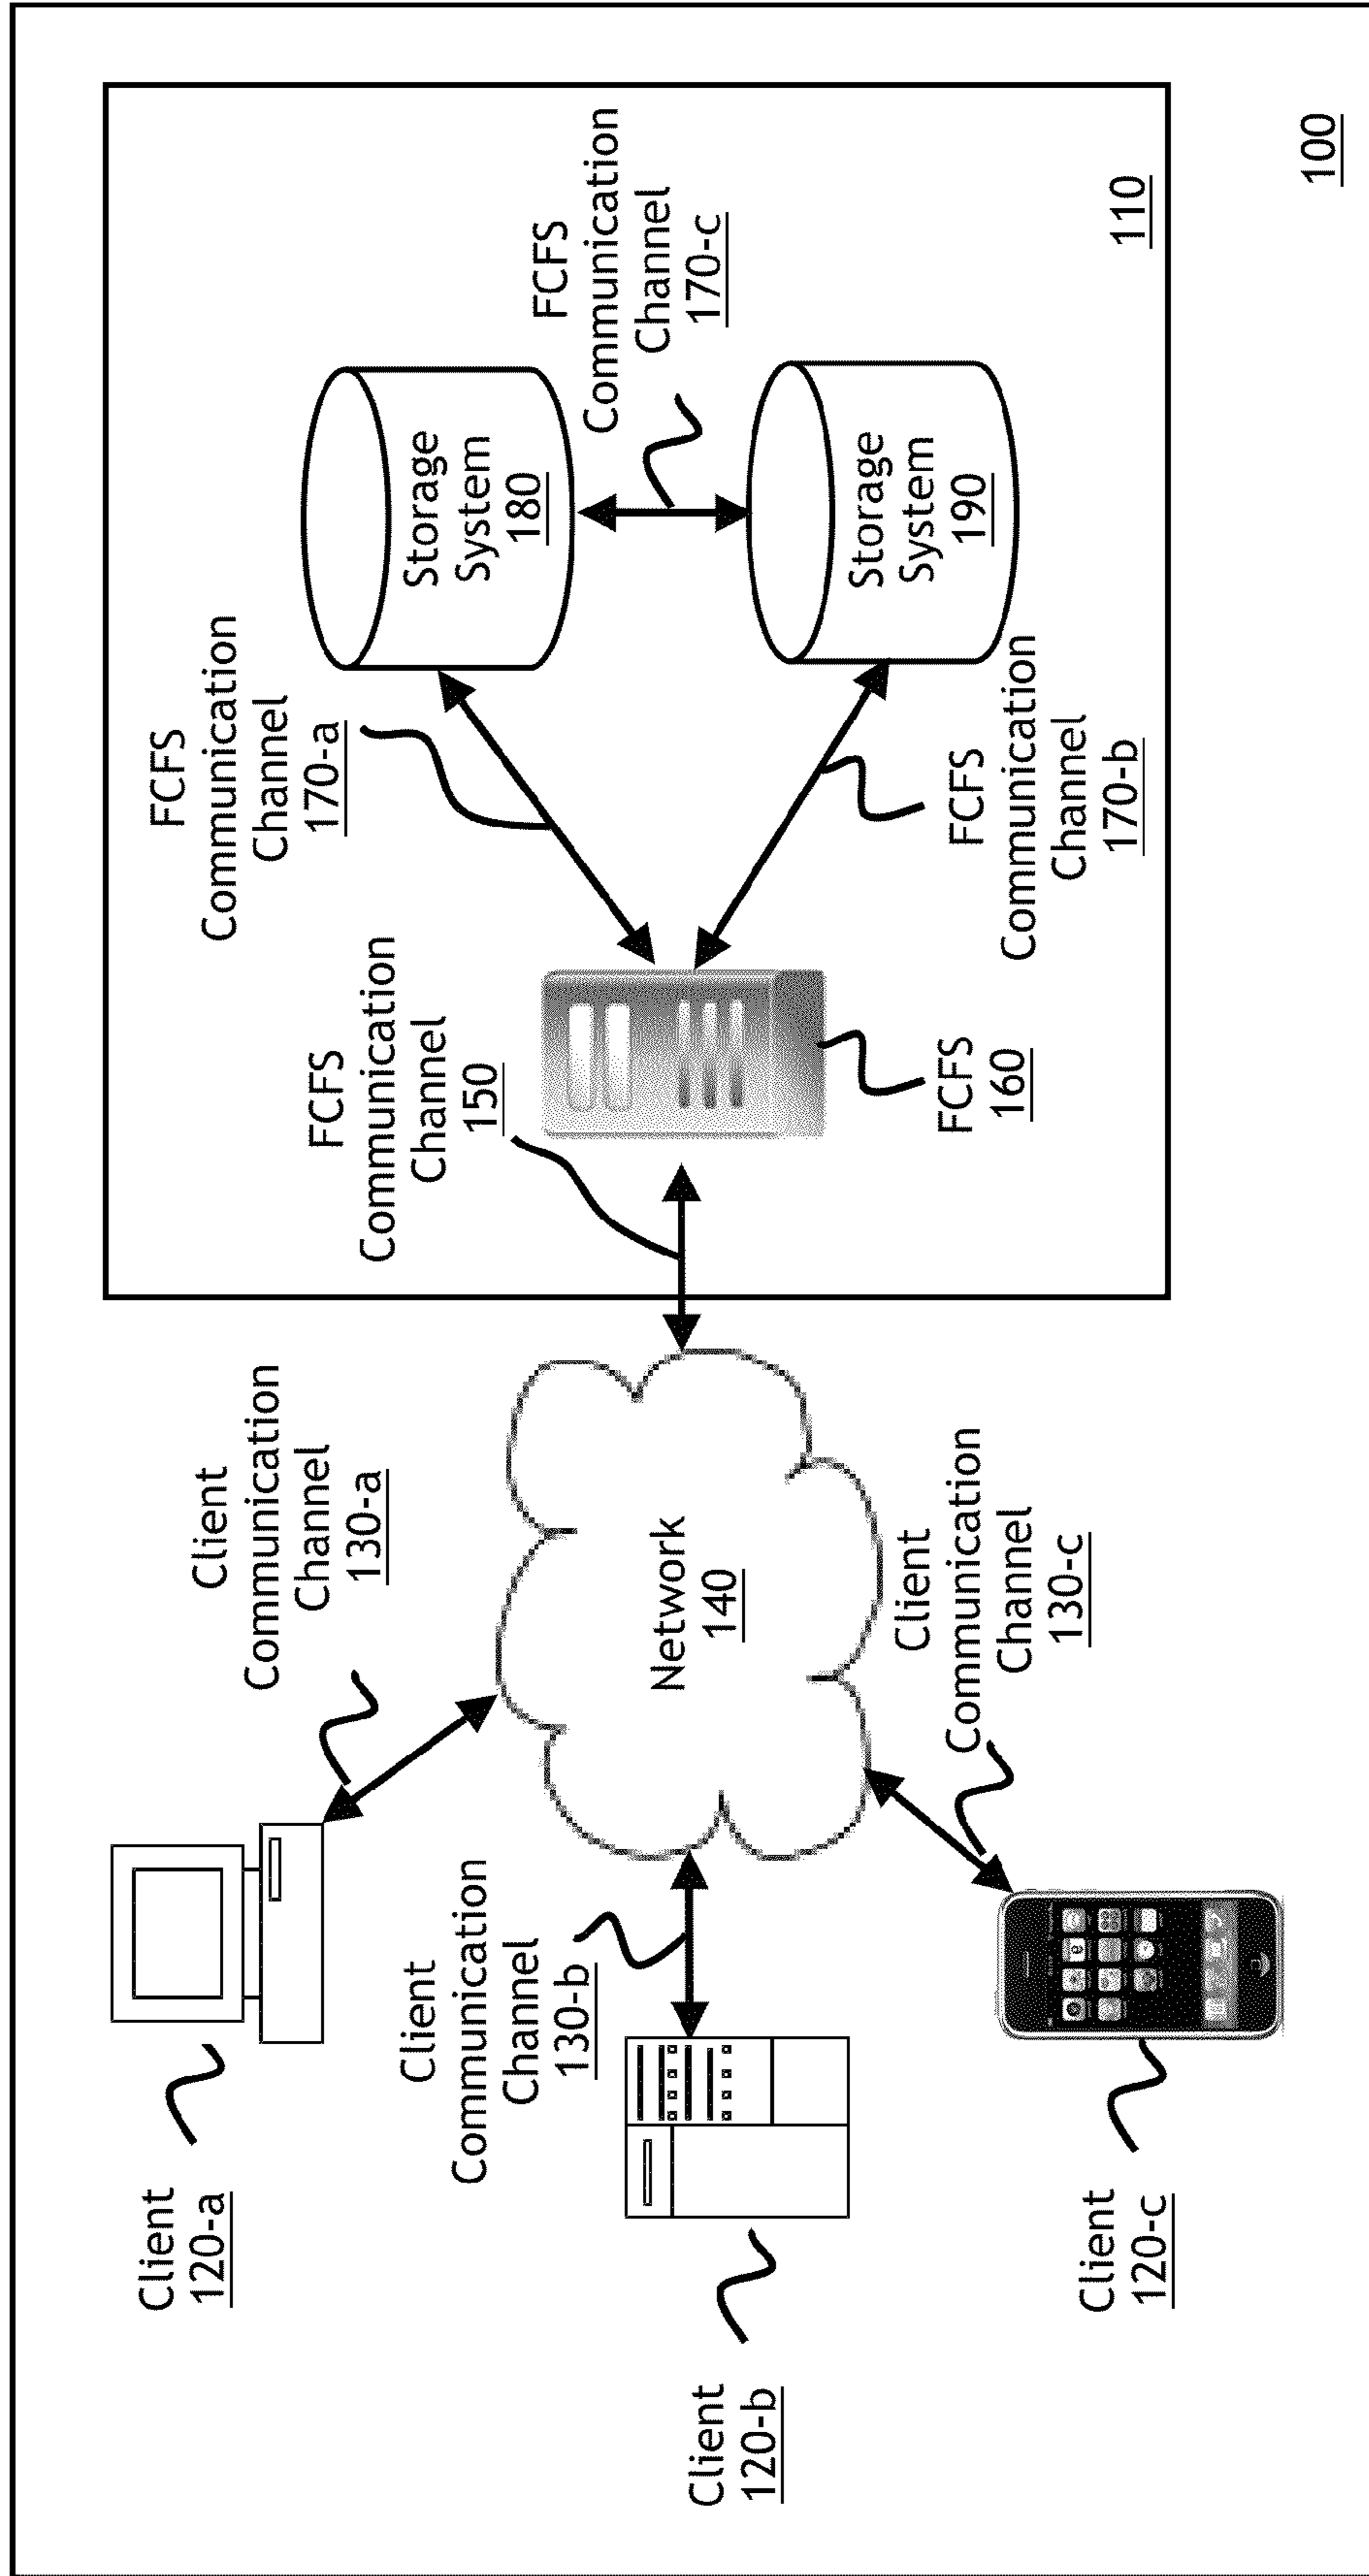 Client
120-a
Client
Communication
Channel
130-a
Client
120-b
Client
Communication
Channel
130-b
Client
120-c
Client
Communication
Channel
130-c
Network
140
FCFS
Communication
Channel
150
FCFS
160
FCFS
Communication
Channel
170-a
FCFS
Communication
Channel
170-b
Storage
System
180
FCFS
Communication
Channel
170-c
Storage
System
190
110
100